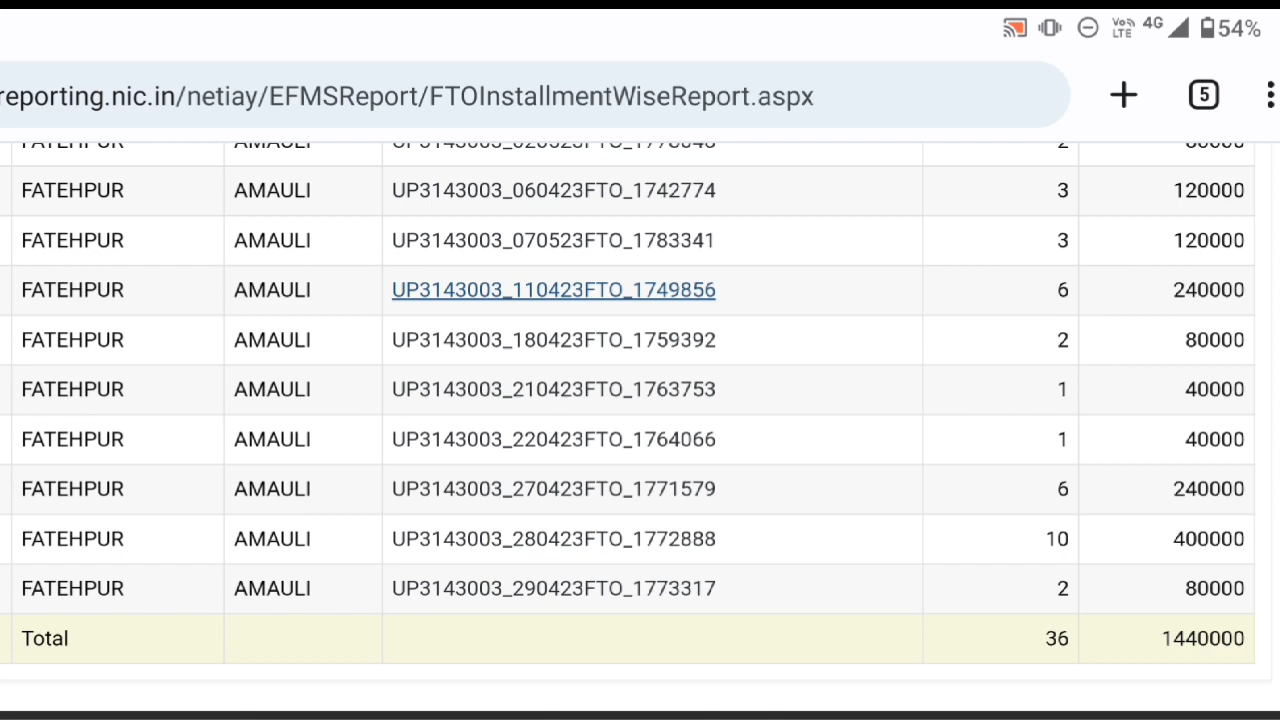 4G 54%
reporting.nic.in/netiay/EFMSReport/FTOInstallmentWiseReport.aspx 5
FATEHPUR AMAULI UP3143003_060423FTO_1742774 3 120000
FATEHPUR AMAULI UP3143003_070523FTO_1783341 3 120000
FATEHPUR AMAULI UP3143003_110423FTO_1749856 6 240000
FATEHPUR AMAULI UP3143003_180423FTO_1759392 2 80000
FATEHPUR AMAULI UP3143003_210423FTO_1763753 1 40000
FATEHPUR AMAULI UP3143003_220423FTO_1764066 1 40000
FATEHPUR AMAULI UP3143003_270423FTO_1771579 6 240000
FATEHPUR AMAULI UP3143003_280423FTO_1772888 10 400000
FATEHPUR AMAULI UP3143003_290423FTO_1773317 2 80000
Total 36 1440000